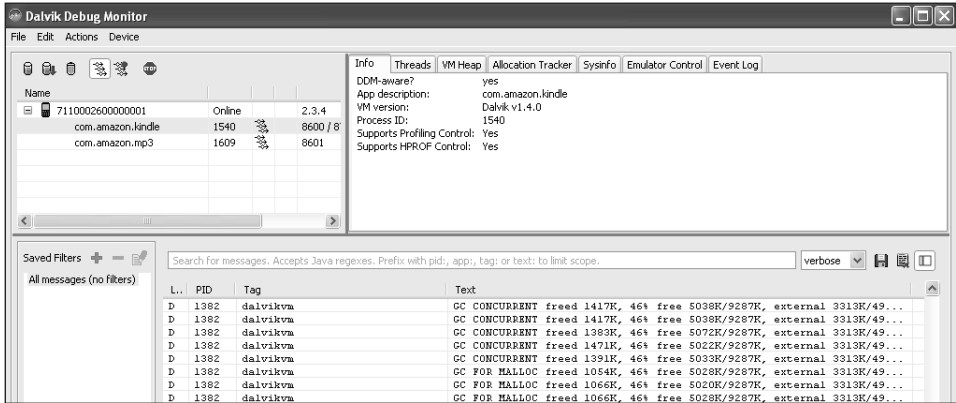 Dalvik Debug Monitor
File Edit Actions Device
Name
7110002600000001 Online 2.3.4
com.amazon.kindle 1540 8600 / 8
com.amazon.mp3 1609 8601
Info Threads VM Heap Allocation Tracker Sysinfo Emulator Control Event Log
DDM-aware? yes
App description: com.amazon.kindle
VM version: Dalvik v1.4.0
Process ID: 1540
Supports Profiling Control: Yes
Supports HPROF Control: Yes
Saved Filters
All messages (no filters)
Search for messages. Accepts Java regexes. Prefix with pid:, app:, tag: or text: to limit scope.
verbose
L... PID Tag Text
D 1382 dalvikvm GC CONCURRENT freed 1417K, 46% free 5038K/9287K, external 3313K/49...
D 1382 dalvikvm GC CONCURRENT freed 1417K, 46% free 5038K/9287K, external 3313K/49...
D 1382 dalvikvm GC CONCURRENT freed 1383K, 46% free 5072K/9287K, external 3313K/49...
D 1382 dalvikvm GC CONCURRENT freed 1471K, 46% free 5022K/9287K, external 3313K/49...
D 1382 dalvikvm GC CONCURRENT freed 1391K, 46% free 5033K/9287K, external 3313K/49...
D 1382 dalvikvm GC FOR MALLOC freed 1054K, 46% free 5028K/9287K, external 3313K/49...
D 1382 dalvikvm GC FOR MALLOC freed 1066K, 46% free 5020K/9287K, external 3313K/49...
D 1382 dalvikvm GC FOR MALLOC freed 1066K, 46% free 5028K/9287K, external 3313K/49...